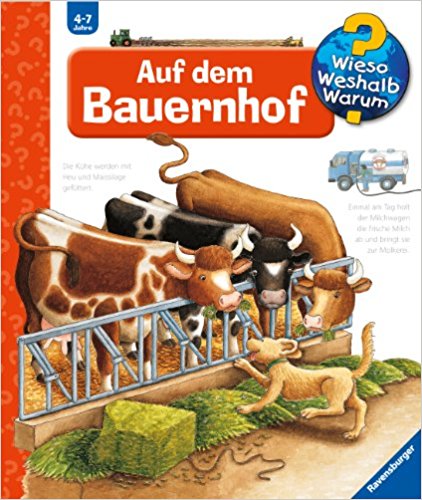 4-7
Jahre
Auf dem
Bauernhof
Wieso
Weshalb
Warum
Die Kühe werden mit
Heu und Maissilage
gefüttert.
Einmal am Tag holt
der Milchwagen
die frische Milch
ab und bringt sie
zur Molkerei.
Ravensburger